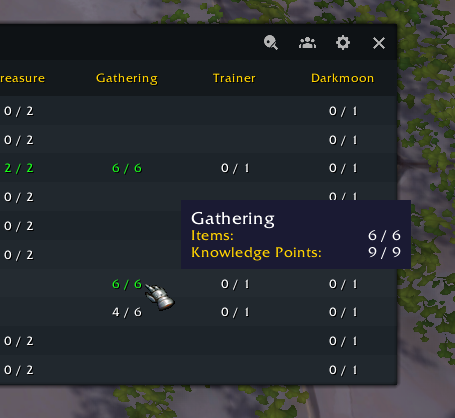 reasure Gathering Trainer Darkmoon
0 / 2 0 / 1
0 / 2 0 / 1
2 / 2 6 / 6 0 / 1 0 / 1
0 / 2 0 / 1
0 / 2
0 / 2
Gathering
Items: 6 / 6
Knowledge Points: 9 / 9
6 / 6 0 / 1 0 / 1
4 / 6 0 / 1 0 / 1
0 / 2 0 / 1
0 / 2 0 / 1